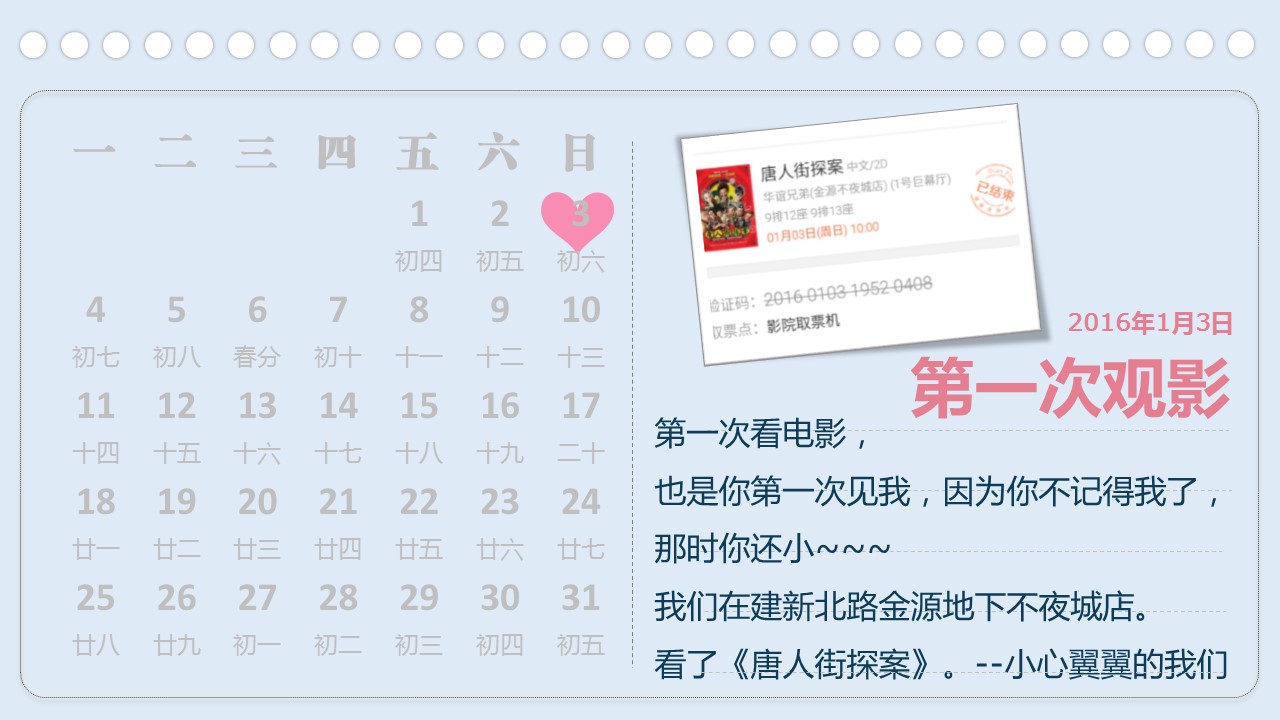 一 二 三 四 五 六 日
1 2 3
初四 初五 初六
4 5 6 7 8 9 10
初七 初八 春分 初十 十一 十二 十三
11 12 13 14 15 16 17
十四 十五 十六 十七 十八 十九 二十
18 19 20 21 22 23 24
廿一 廿二 廿三 廿四 廿五 廿六 廿七
25 26 27 28 29 30 31
廿八 廿九 初一 初二 初三 初四 初五
唐人街探案 中文/2D
华谊兄弟(金源不夜城店) (1号巨幕厅)
9排12座 9排13座
01月03日(周日) 10:00
已结束
验证码：2016 0103 1952 0408
取票点：影院取票机
2016年1月3日
第一次观影
第一次看电影，
也是你第一次见我，因为你不记得我了，
那时你还小~~~
我们在建新北路金源地下不夜城店。
看了《唐人街探案》。--小心翼翼的我们